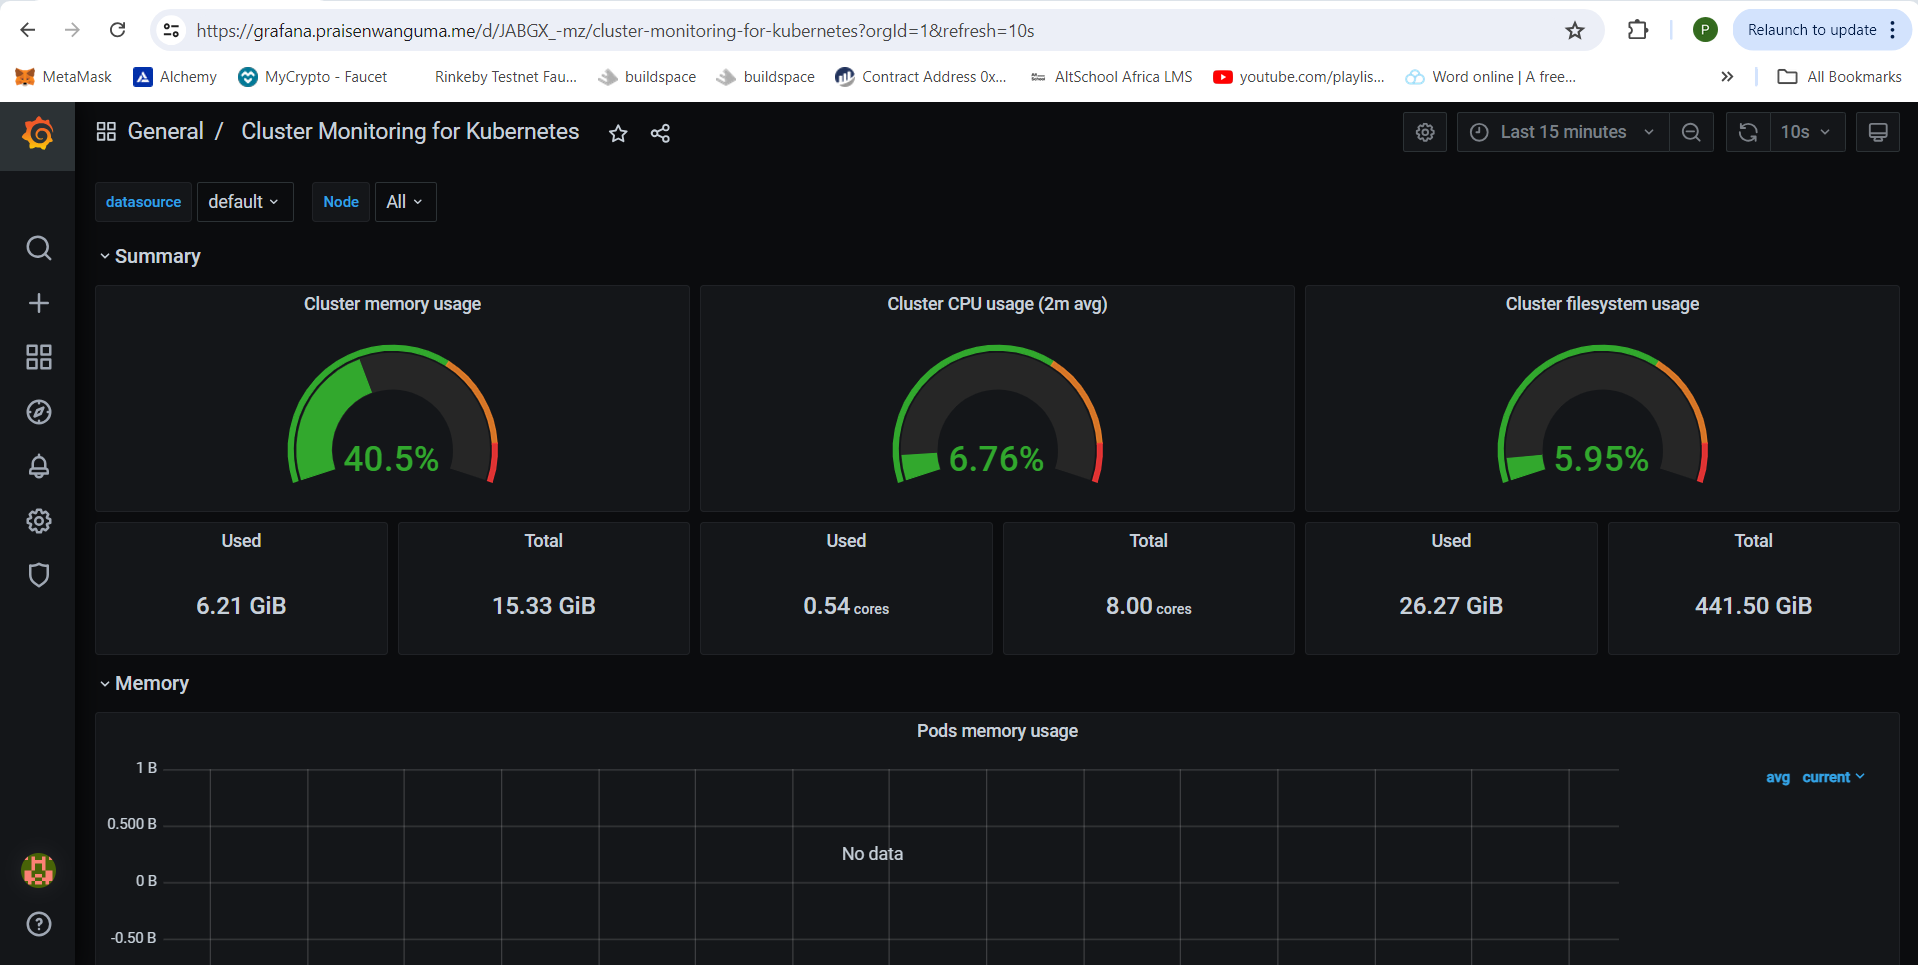 https://grafana.praisenwanguma.me/d/JABGX_-mz/cluster-monitoring-for-kubernetes?orgId=1&refresh=10s
P
Relaunch to update
MetaMask
Alchemy
MyCrypto - Faucet
Rinkeby Testnet Fau...
buildspace
buildspace
Contract Address 0x...
AltSchool Africa LMS
youtube.com/playlis...
Word online | A free...
All Bookmarks
General / Cluster Monitoring for Kubernetes
Last 15 minutes
10s
datasource
default
Node
All
Summary
Cluster memory usage
40.5%
Cluster CPU usage (2m avg)
6.76%
Cluster filesystem usage
5.95%
Used
6.21 GiB
Total
15.33 GiB
Used
0.54 cores
Total
8.00 cores
Used
26.27 GiB
Total
441.50 GiB
Memory
Pods memory usage
1 B
0.500 B
0 B
-0.50 B
No data
avg current